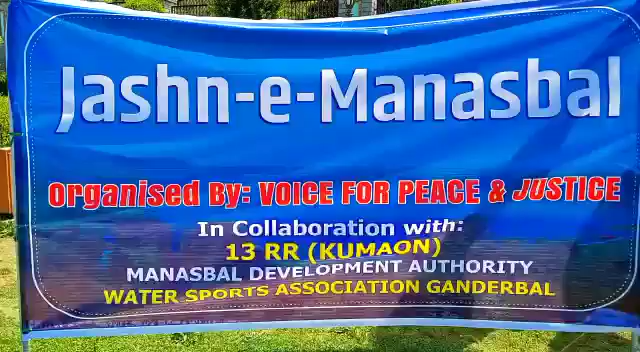 Jashn-e-Manasbal
Organised By: VOICE FOR PEACE & JUSTICE
In Collaboration with:
13 RR (KUMAON)
MANASBAL DEVELOPMENT AUTHORITY
WATER SPORTS ASSOCIATION GANDERBAL